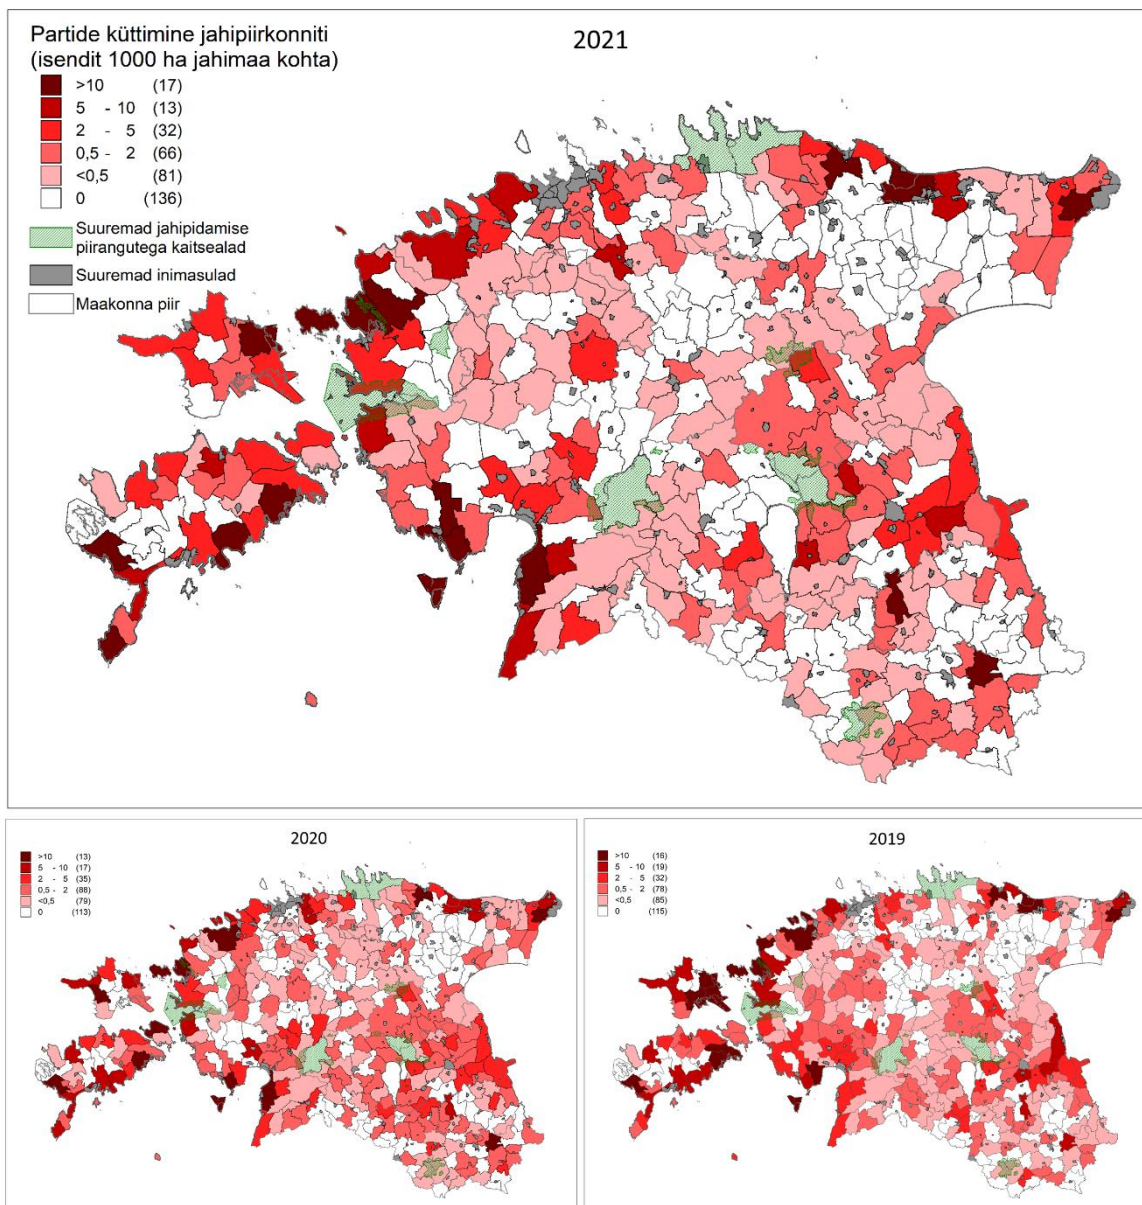 Partide küttimine jahipiirkonniti
(isendit 1000 ha jahimaa kohta)
2021
>10 (17)
5 - 10 (13)
2 - 5 (32)
0,5 - 2 (66)
<0,5 (81)
0 (136)
Suuremad jahipidamise
piirangutega kaitsealad
Suuremad inimasulad
Maakonna piir
2020
>10 (13)
5 - 10 (17)
2 - 5 (35)
0,5 - 2 (88)
<0,5 (79)
0 (113)
2019
>10 (16)
5 - 10 (19)
2 - 5 (32)
0,5 - 2 (78)
<0,5 (85)
0 (115)